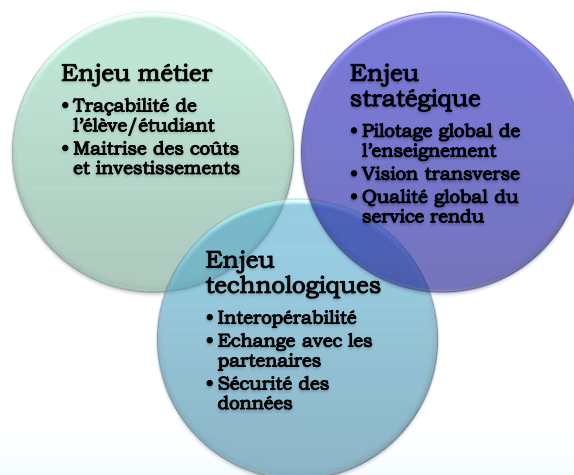 Enjeu métier
• Traçabilité de
l'élève/étudiant
• Maitrise des coûts
et investissements
Enjeu
stratégique
• Pilotage global de
l'enseignement
• Vision transverse
• Qualité global du
service rendu
Enjeu
technologiques
• Interopérabilité
• Echange avec les
partenaires
• Sécurité des
données